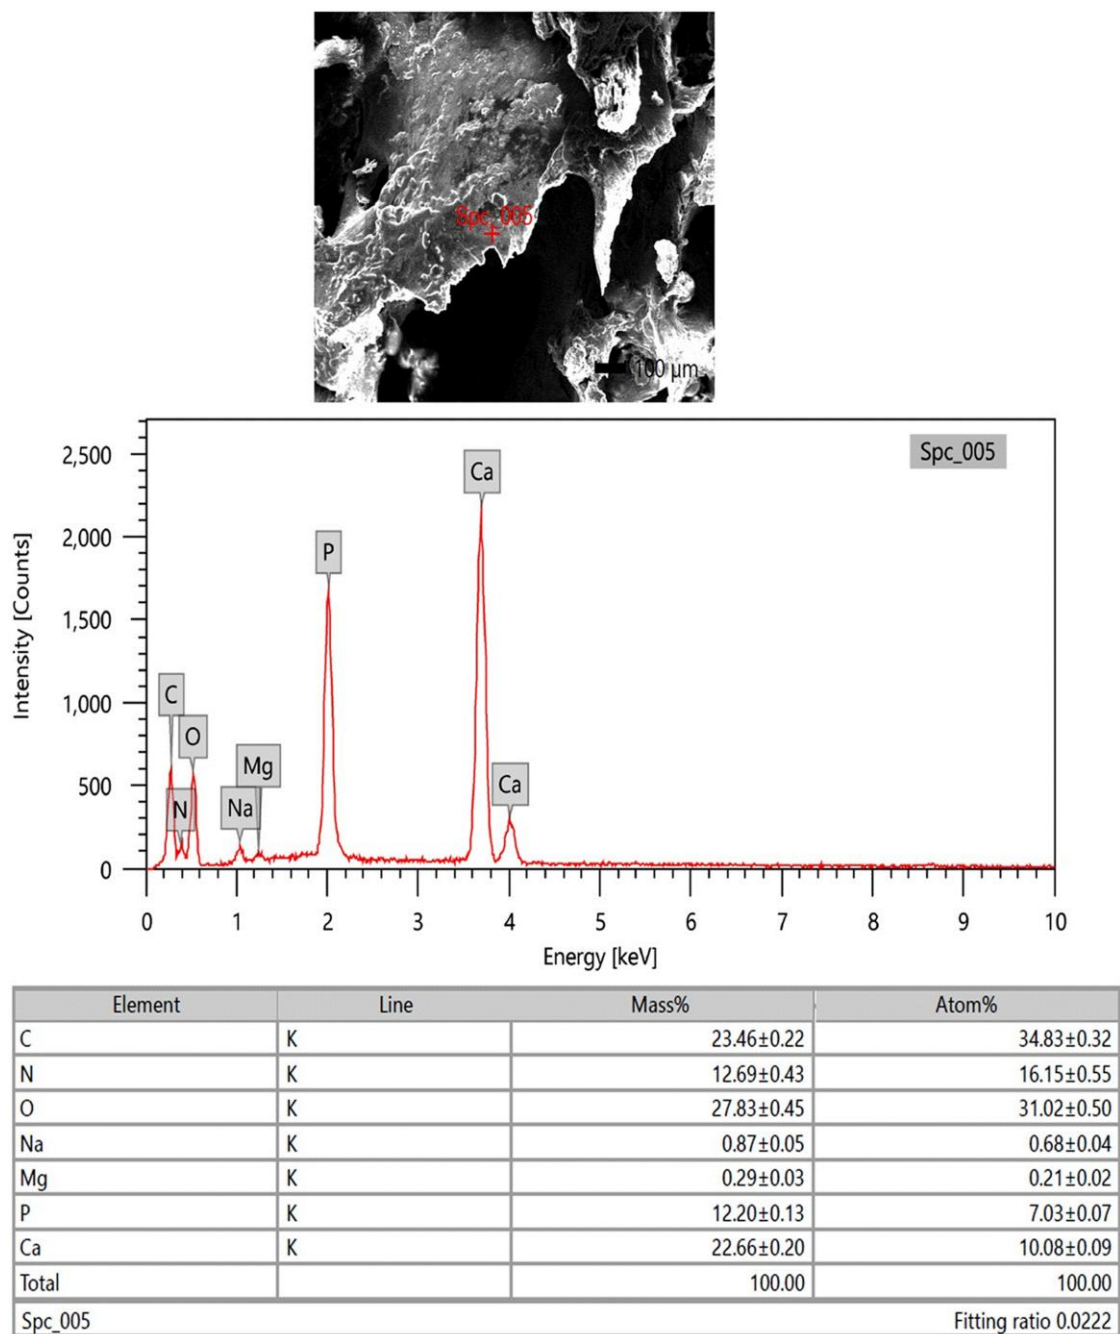 Spc_005
100 µm
Spc_005
Intensity [Counts]
2,500
2,000
1,500
1,000
500
0
C
N
O
Na
Mg
P
Ca
Ca
0 1 2 3 4 5 6 7 8 9 10
Energy [keV]
Element Line Mass% Atom%
C K 23.46±0.22 34.83±0.32
N K 12.69±0.43 16.15±0.55
O K 27.83±0.45 31.02±0.50
Na K 0.87±0.05 0.68±0.04
Mg K 0.29±0.03 0.21±0.02
P K 12.20±0.13 7.03±0.07
Ca K 22.66±0.20 10.08±0.09
Total 100.00 100.00
Spc_005 Fitting ratio 0.0222